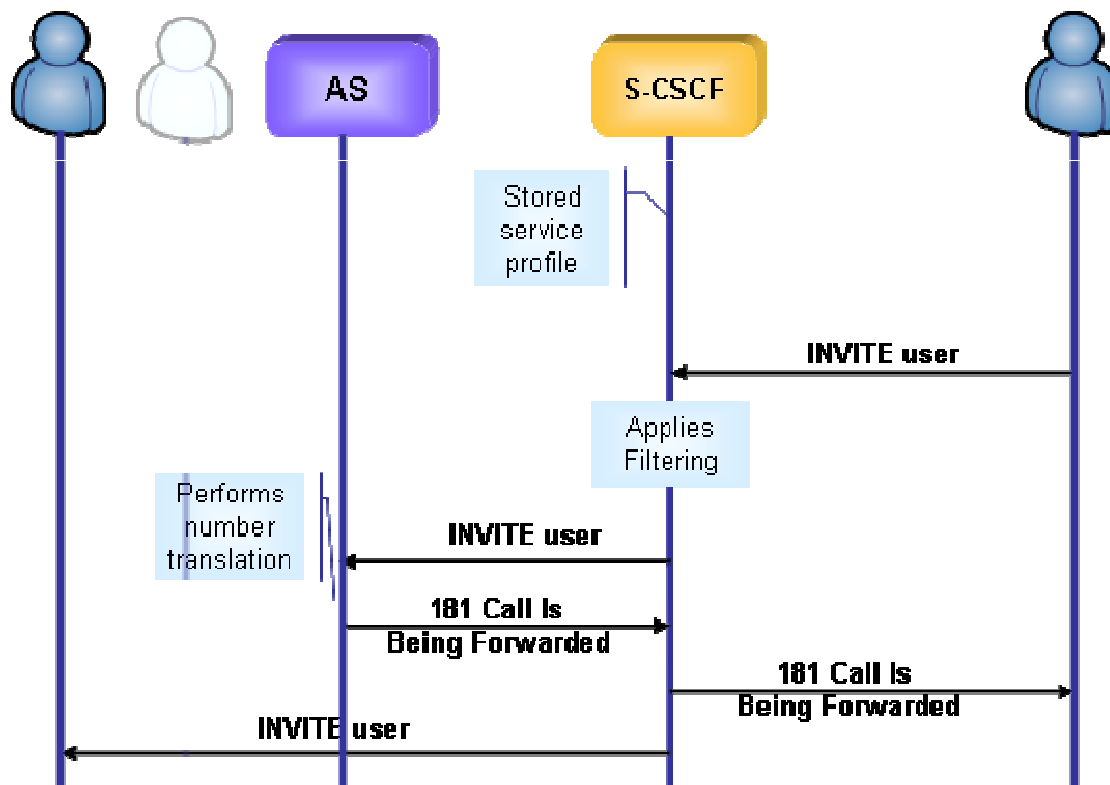 AS
S-CSCF
Stored
service
profile
INVITE user
Applies
Filtering
Performs
number
translation
INVITE user
181 Call Is
Being Forwarded
181 Call Is
Being Forwarded
INVITE user